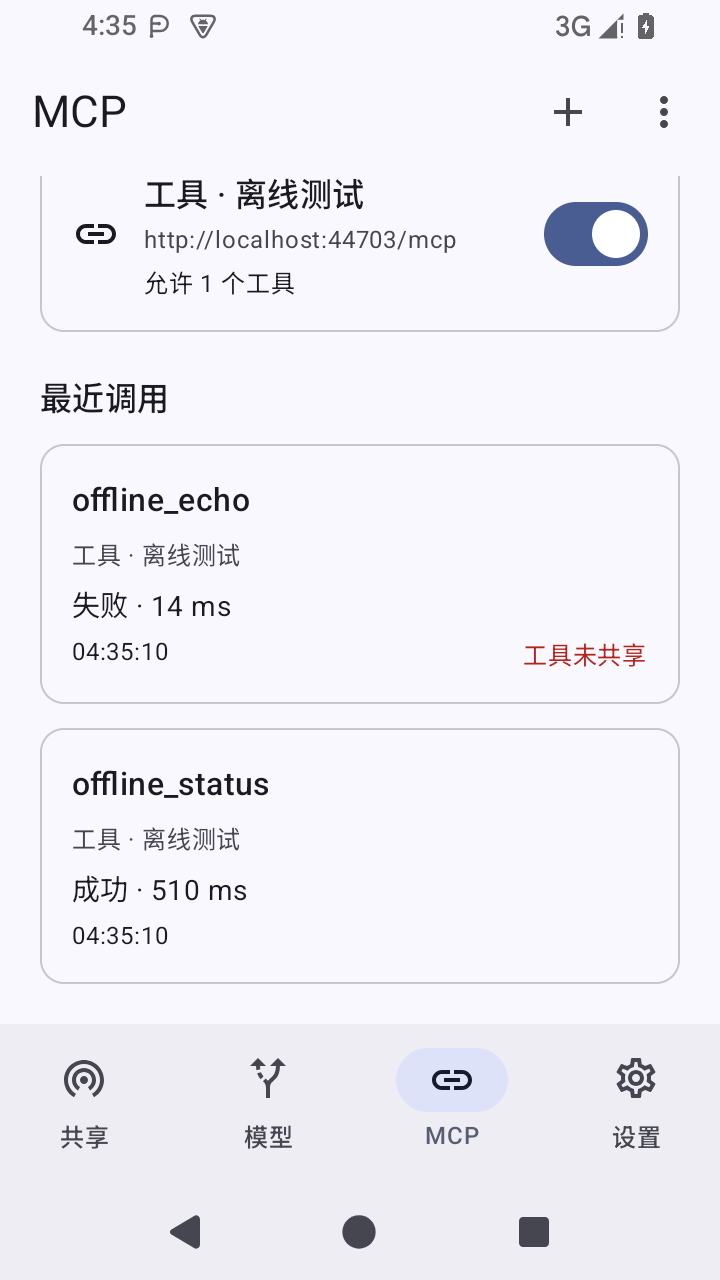 4:35
3G
MCP
工具 · 离线测试
http://localhost:44703/mcp
允许 1 个工具
最近调用
offline_echo
工具 · 离线测试
失败 · 14 ms
04:35:10
工具未共享
offline_status
工具 · 离线测试
成功 · 510 ms
04:35:10
共享
模型
MCP
设置